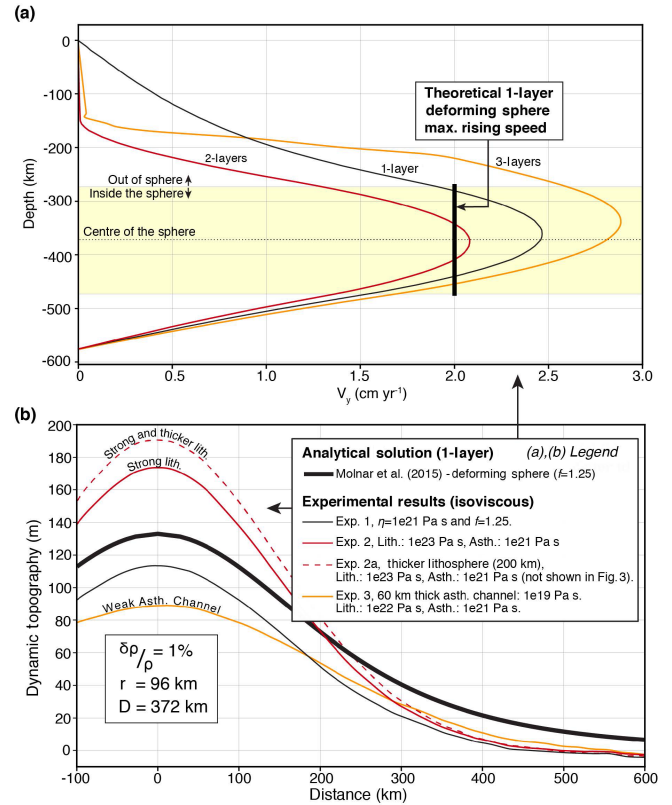 (a)
0
-100
-200
-300
-400
-500
-600
Depth (km)
Theoretical 1-layer
deforming sphere
max. rising speed
2-layers
1-layer
3-layers
Out of sphere
Inside the sphere
Centre of the sphere
0
0.5
1.0
1.5
2.0
2.5
3.0
Vy (cm yr-1)
(b)
200
180
160
140
120
100
80
60
40
20
0
Dynamic topography (m)
Strong and thicker lith.
Strong lith.
Weak Asth. Channel
δρ/ρ = 1%
r = 96 km
D = 372 km
Analytical solution (1-layer) (a),(b) Legend
Molnar et al. (2015) - deforming sphere (f=1.25)
Experimental results (isoviscous)
Exp. 1, η=1e21 Pa s and f=1.25.
Exp. 2, Lith.: 1e23 Pa s, Asth.: 1e21 Pa s
Exp. 2a, thicker lithosphere (200 km),
Lith.: 1e23 Pa s, Asth.: 1e21 Pa s (not shown in Fig. 3).
Exp. 3, 60 km thick asth. channel: 1e19 Pa s.
Lith.: 1e22 Pa s, Asth.: 1e21 Pa s.
-100
0
100
200
300
400
500
600
Distance (km)